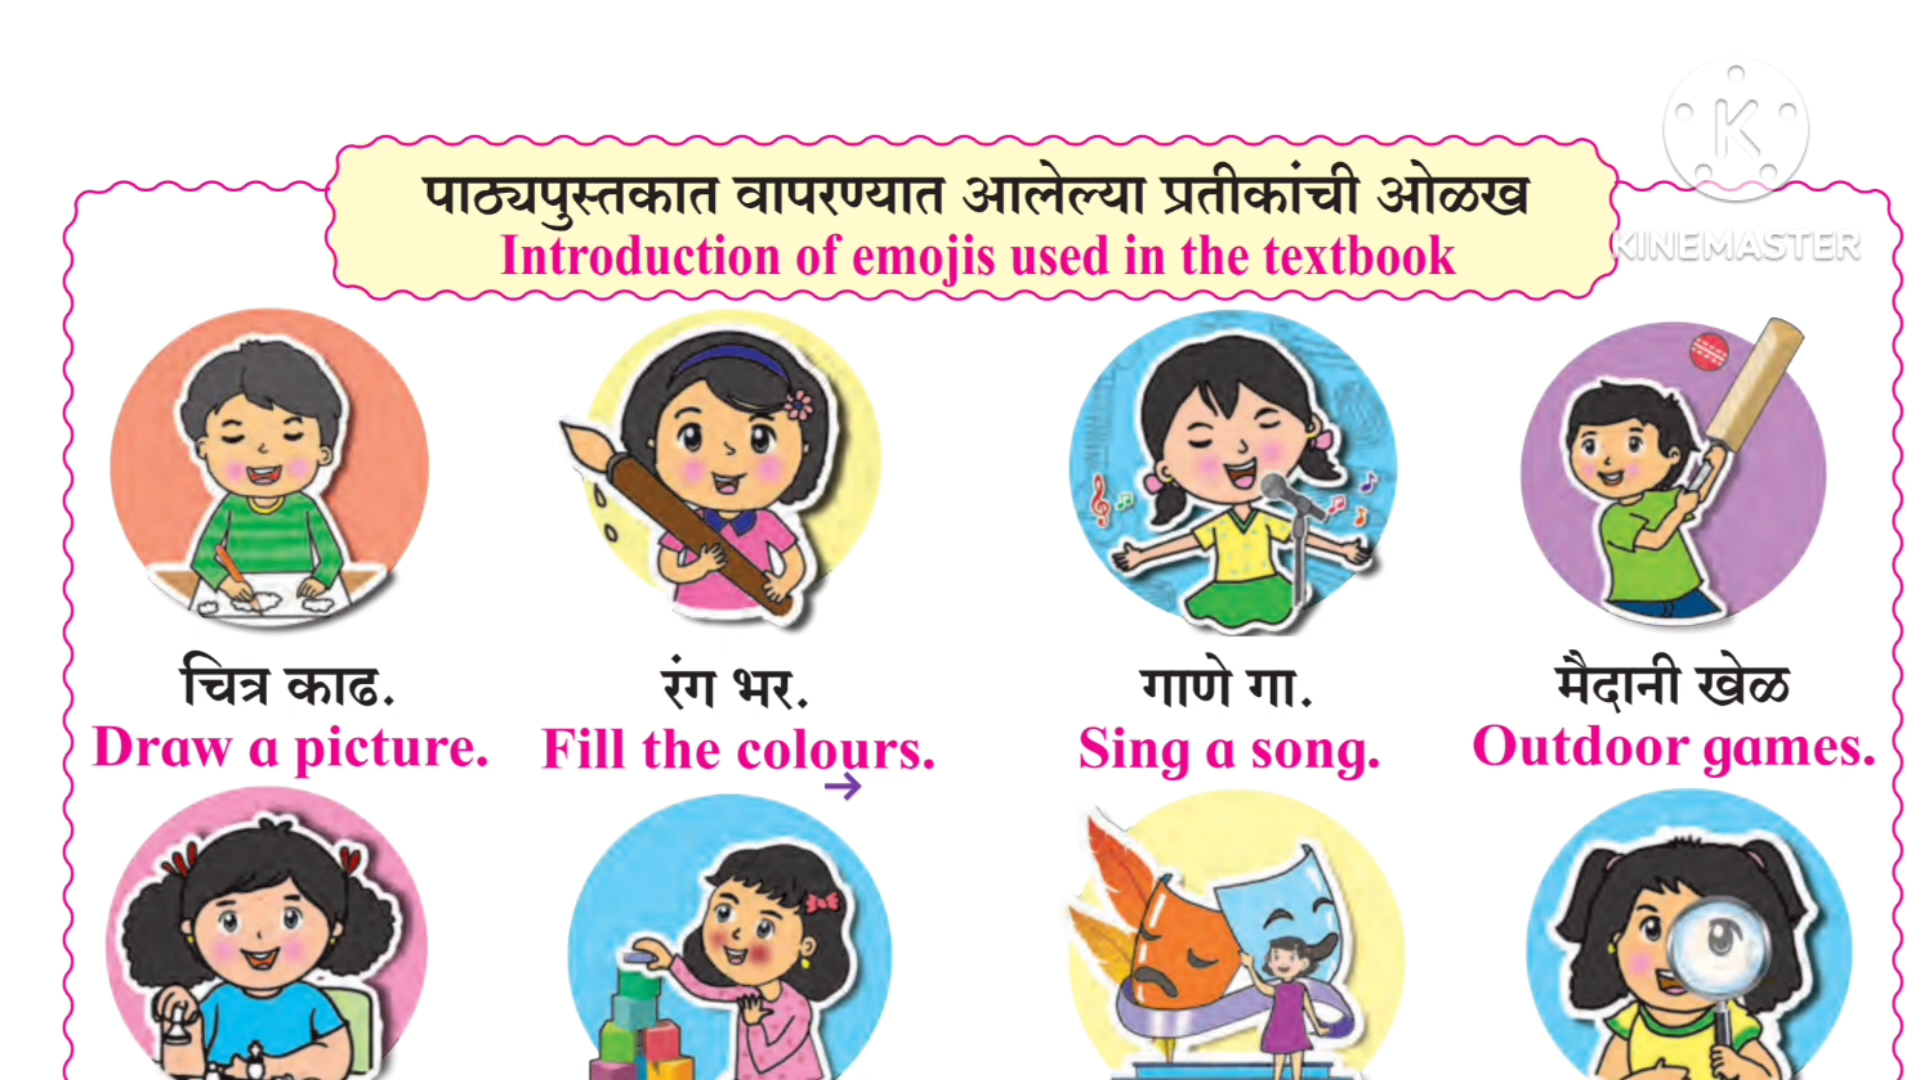 पाठ्यपुस्तकात वापरण्यात आलेल्या प्रतीकांची ओळख
Introduction of emojis used in the textbook
K
KINEMASTER
चित्र काढ.
रंग भर.
गाणे गा.
मैदानी खेळ
Draw a picture.
Fill the colours.
Sing a song.
Outdoor games.